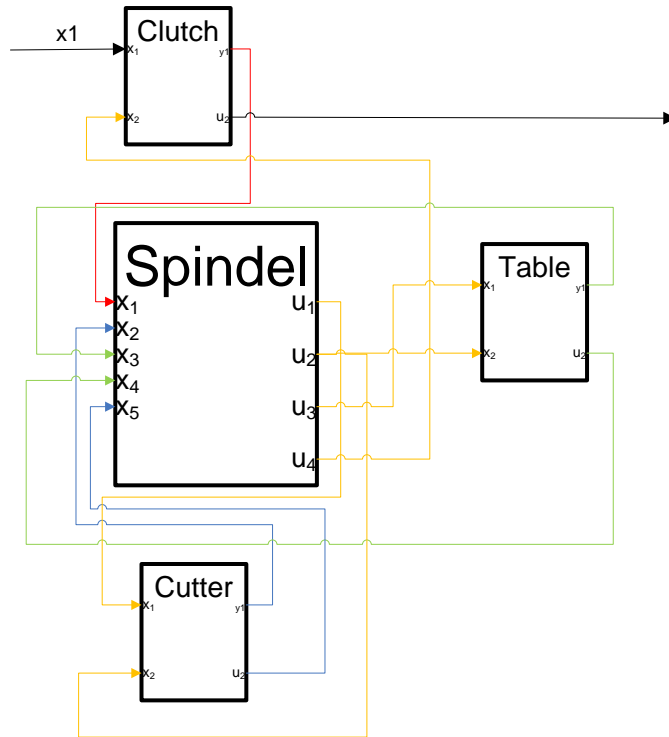 Clutch
x1
x₁
y1
x₂
u₂
Spindel
x₁
x₂
x₃
x₄
x₅
u₁
u₂
u₃
u₄
Table
x₁
y1
x₂
u₂
Cutter
x₁
y1
x₂
u₂